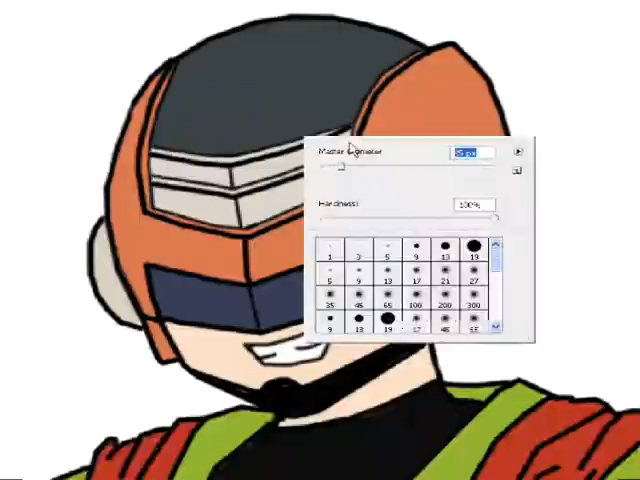 Master Diameter
Hardness: 100%
1 3 5 9 13 19
5 9 13 17 21 27
35 45 65 100 200 300
9 13 19 17 45 65